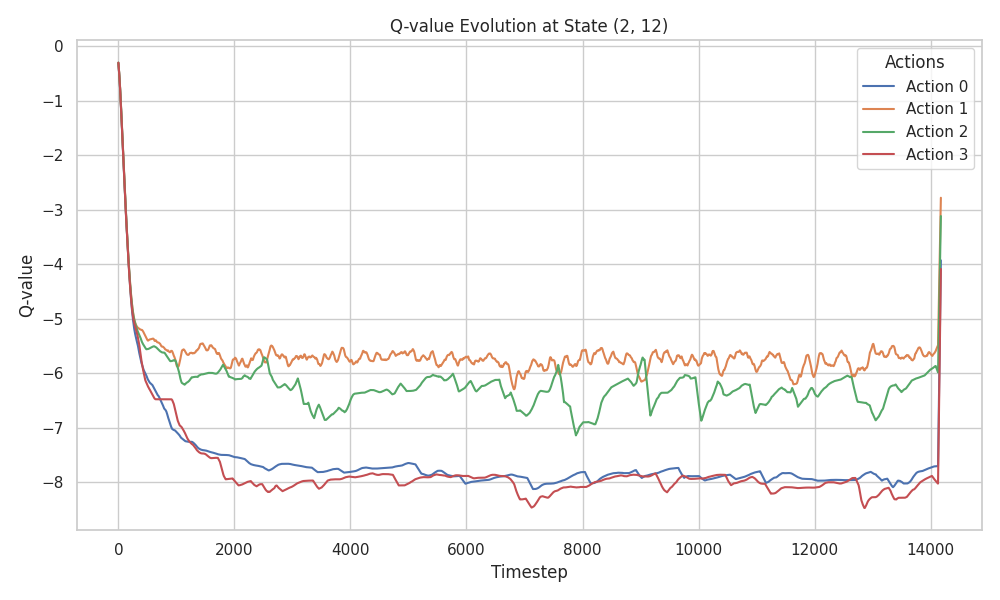 Q-value Evolution at State (2, 12)
Actions
Action 0
Action 1
Action 2
Action 3
Q-value
0
−1
−2
−3
−4
−5
−6
−7
−8
0 2000 4000 6000 8000 10000 12000 14000
Timestep